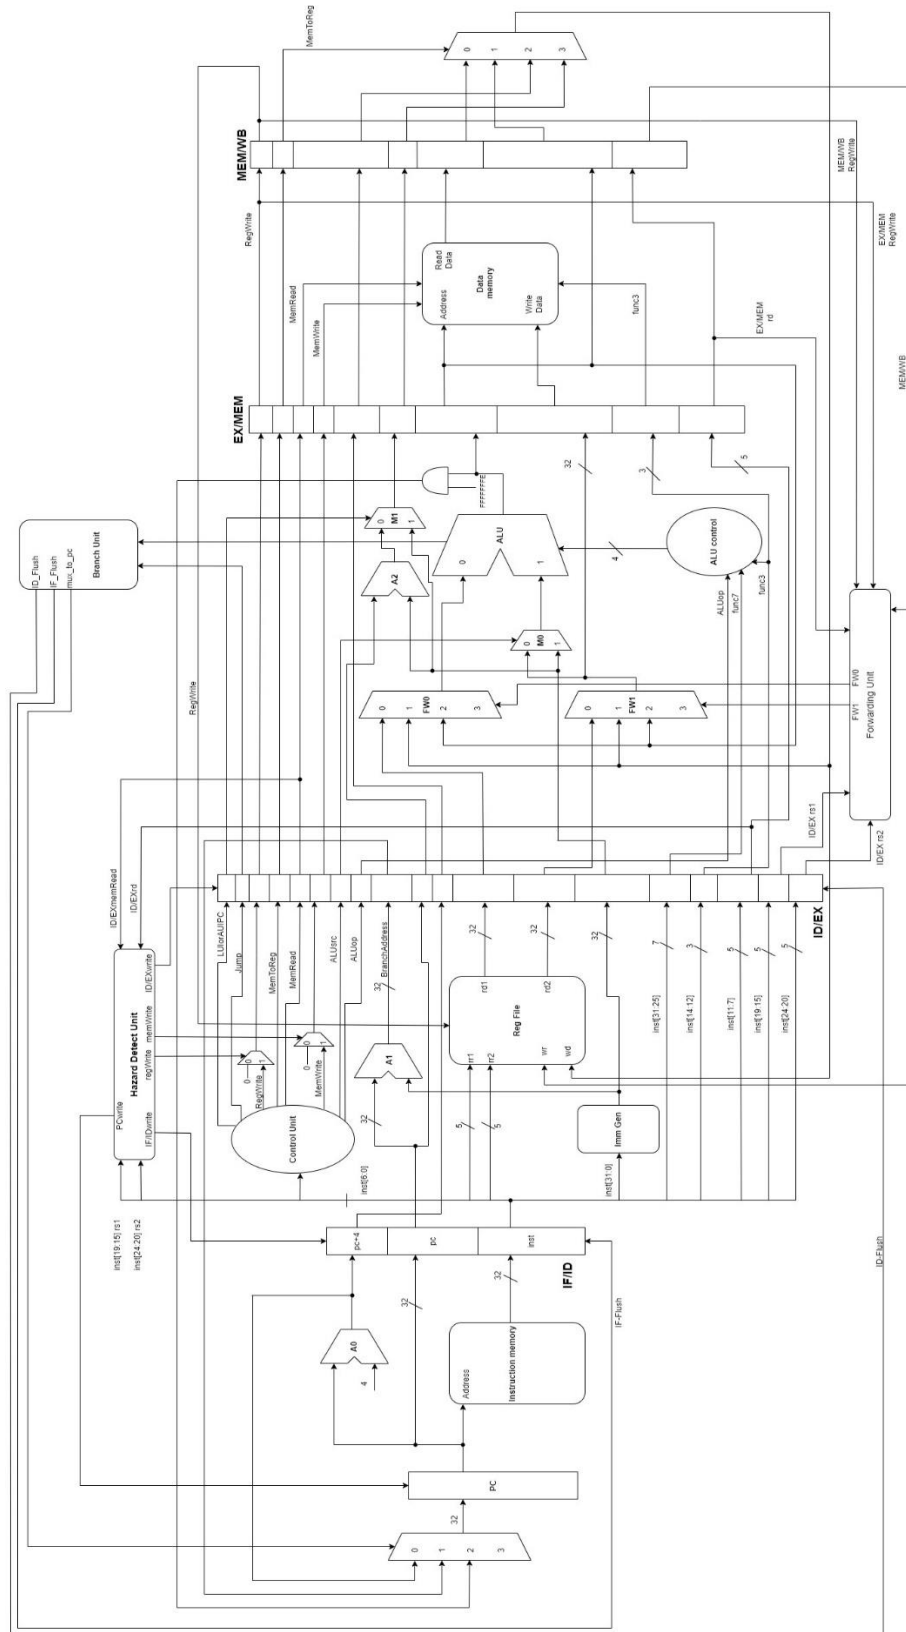 ID_Flush
IF_Flush
mux_to_pc
Branch Unit
PCwrite
Hazard Detect Unit
IF/IDwrite
regWrite
memWrite
ID/EXwrite
inst[19:15] rs1
inst[24:20] rs2
ID/EXmemRead
ID/EXrd
RegWrite
0
1
2
3
32
PC
4
A0
Address
Instruction memory
32
32
pc+4
pc
inst
IF/ID
IF-Flush
Control Unit
inst[6:0]
LUIorAUIPC
Jump
0
0
1
RegWrite
MemToReg
MemRead
0
0
1
MemWrite
ALUsrc
ALUop
BranchAddress
32
32
A1
5
5
rr1
rr2
wr
wd
Reg File
rd1
rd2
32
32
inst[31:0]
Imm Gen
32
inst[31:25]
7
inst[14:12]
3
inst[11:7]
5
inst[19:15]
5
inst[24:20]
5
ID/EX
ID-Flush
0
1
2
3
FW0
0
1
2
3
FW1
0
1
M0
A2
0
1
M1
0
1
ALU
FFFFFFFE
4
ALU control
ALUop
func7
func3
32
3
5
ID/EX rs1
ID/EX rs2
FW1
FW0
Forwarding Unit
EX/MEM
RegWrite
MemRead
MemWrite
Address
Read
Data
Data
memory
Write
Data
func3
EX/MEM
rd
EX/MEM
RegWrite
MEM/WB
RegWrite
MEM/WB
MEM/WB
MemToReg
0
1
2
3